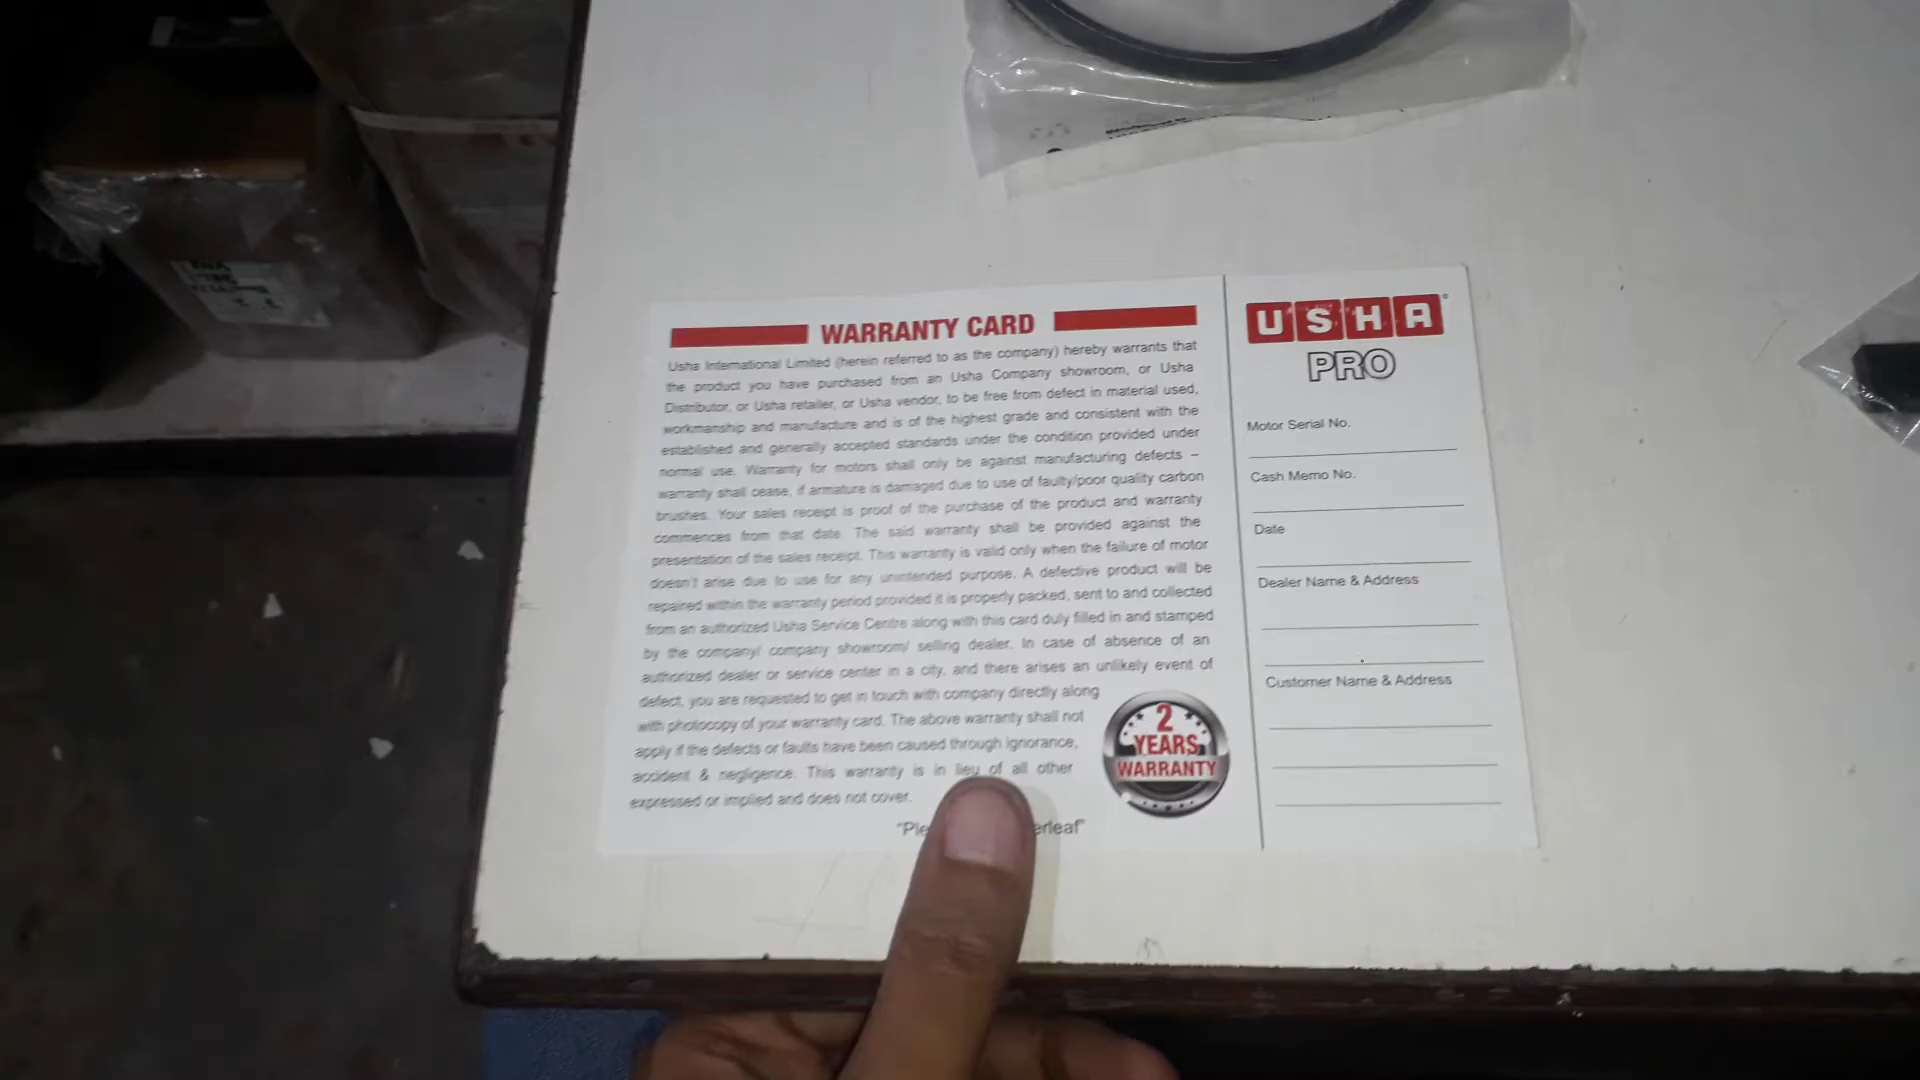 WARRANTY CARD
Usha International Limited (herein referred to as the company) hereby warrants that
the product you have purchased from an Usha Company showroom, or Usha
Distributor, or Usha retailer, or Usha vendor, to be free from defect in material used,
workmanship and manufacture and is of the highest grade and consistent with the
established and generally accepted standards under the condition provided under
normal use. Warranty for motors shall only be against manufacturing defects –
warranty shall cease, if armature is damaged due to use of faulty/poor quality carbon
brushes. Your sales receipt is proof of the purchase of the product and warranty
commences from that date. The said warranty shall be provided against the
presentation of the sales receipt. This warranty is valid only when the failure of motor
doesn't arise due to use for any unintended purpose. A defective product will be
repaired within the warranty period provided it is properly packed, sent to and collected
from an authorized Usha Service Centre along with this card duly filled in and stamped
by the company/ company showroom/ selling dealer. In case of absence of an
authorized dealer or service center in a city, and there arises an unlikely event of
defect, you are requested to get in touch with company directly along
with photocopy of your warranty card. The above warranty shall not
apply if the defects or faults have been caused through ignorance,
accident & negligence. This warranty is in lieu of all other
expressed or implied and does not cover.
2
YEARS
WARRANTY
USHA
PRO
Motor Serial No.
Cash Memo No.
Date
Dealer Name & Address
Customer Name & Address